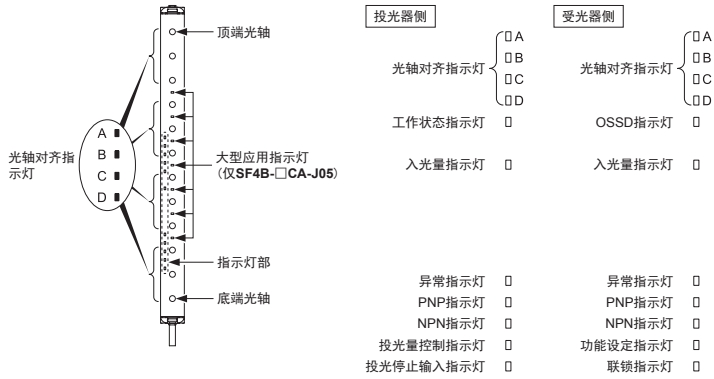 顶端光轴
A
B
C
D
光轴对齐指
示灯
大型应用指示灯
（仅SF4B-□CA-J05）
指示灯部
底端光轴
投光器侧
光轴对齐指示灯
A
B
C
D
工作状态指示灯
入光量指示灯
异常指示灯
PNP指示灯
NPN指示灯
投光量控制指示灯
投光停止输入指示灯
受光器侧
光轴对齐指示灯
A
B
C
D
OSSD指示灯
入光量指示灯
异常指示灯
PNP指示灯
NPN指示灯
功能设定指示灯
联锁指示灯